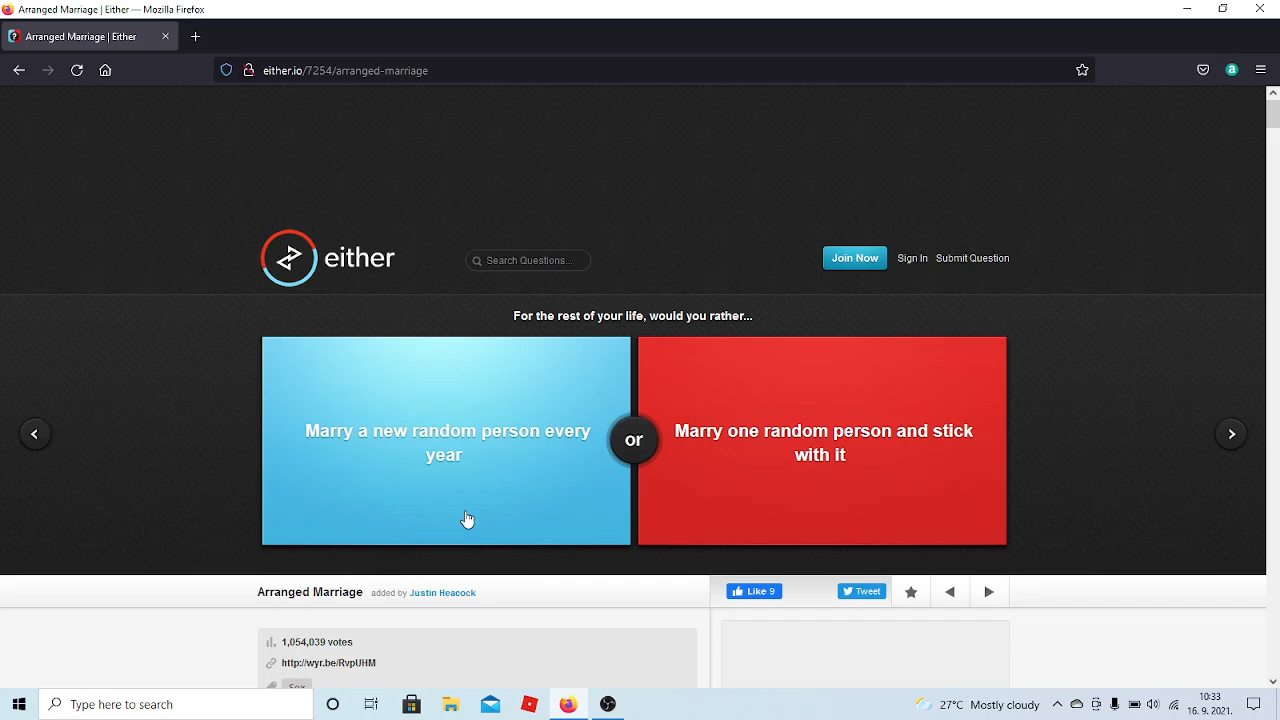 Arranged Marriage | Either — Mozilla Firefox
Arranged Marriage | Either
either.io/7254/arranged-marriage
a
either
Search Questions...
Join Now
Sign In
Submit Question
For the rest of your life, would you rather...
Marry a new random person every
year
or
Marry one random person and stick
with it
Arranged Marriage
added by Justin Heacock
Like 9
Tweet
1,054,039 votes
http://wyr.be/RvpUHM
Sex
Type here to search
27°C Mostly cloudy
10:33
16. 9. 2021.